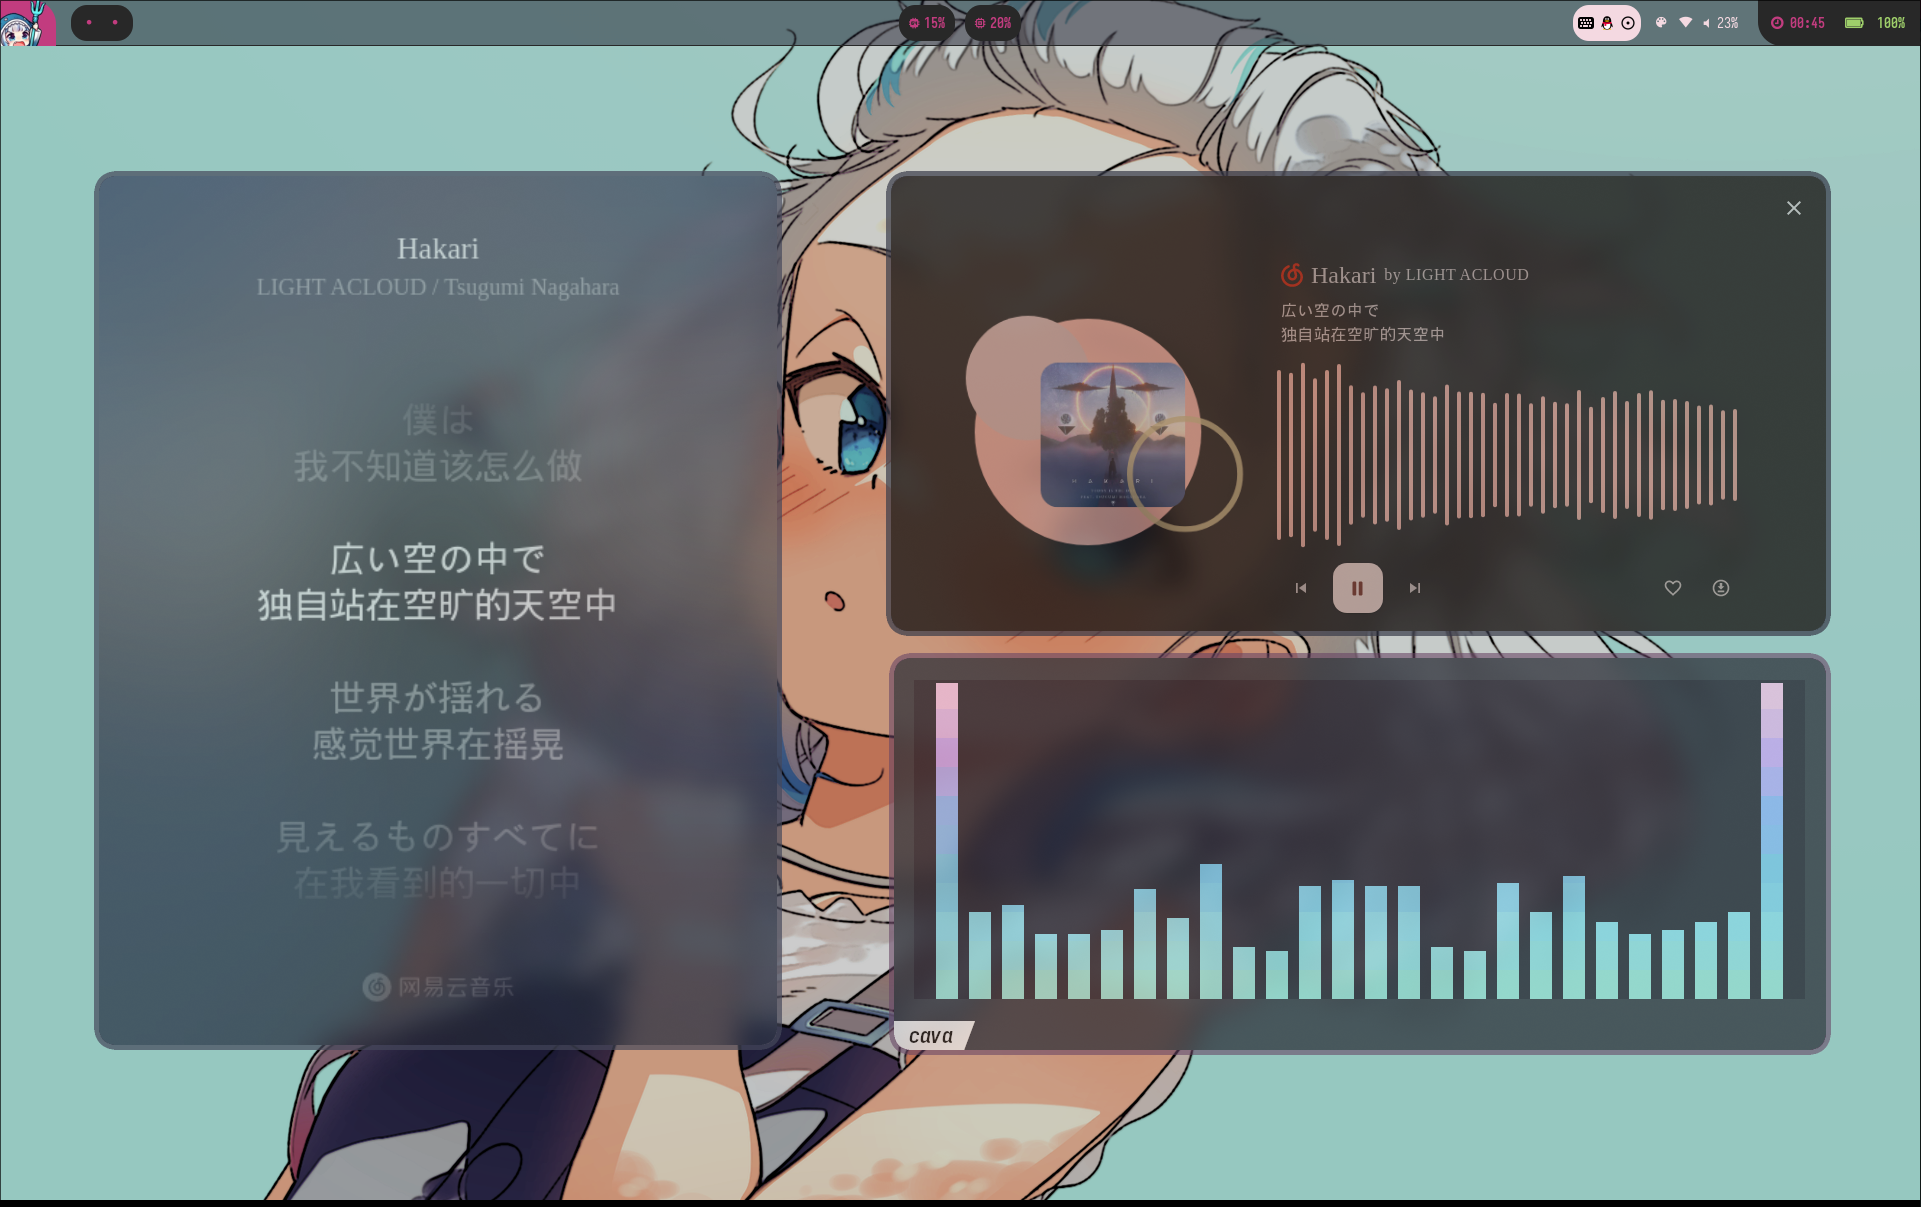 15%
20%
23%
00:45
100%
Hakari
LIGHT ACLOUD / Tsugumi Nagahara
僕は
我不知道该怎么做
広い空の中で
独自站在空旷的天空中
世界が揺れる
感觉世界在摇晃
見えるものすべてに
在我看到的一切中
网易云音乐
Hakari by LIGHT ACLOUD
広い空の中で
独自站在空旷的天空中
H A K A R I
cava